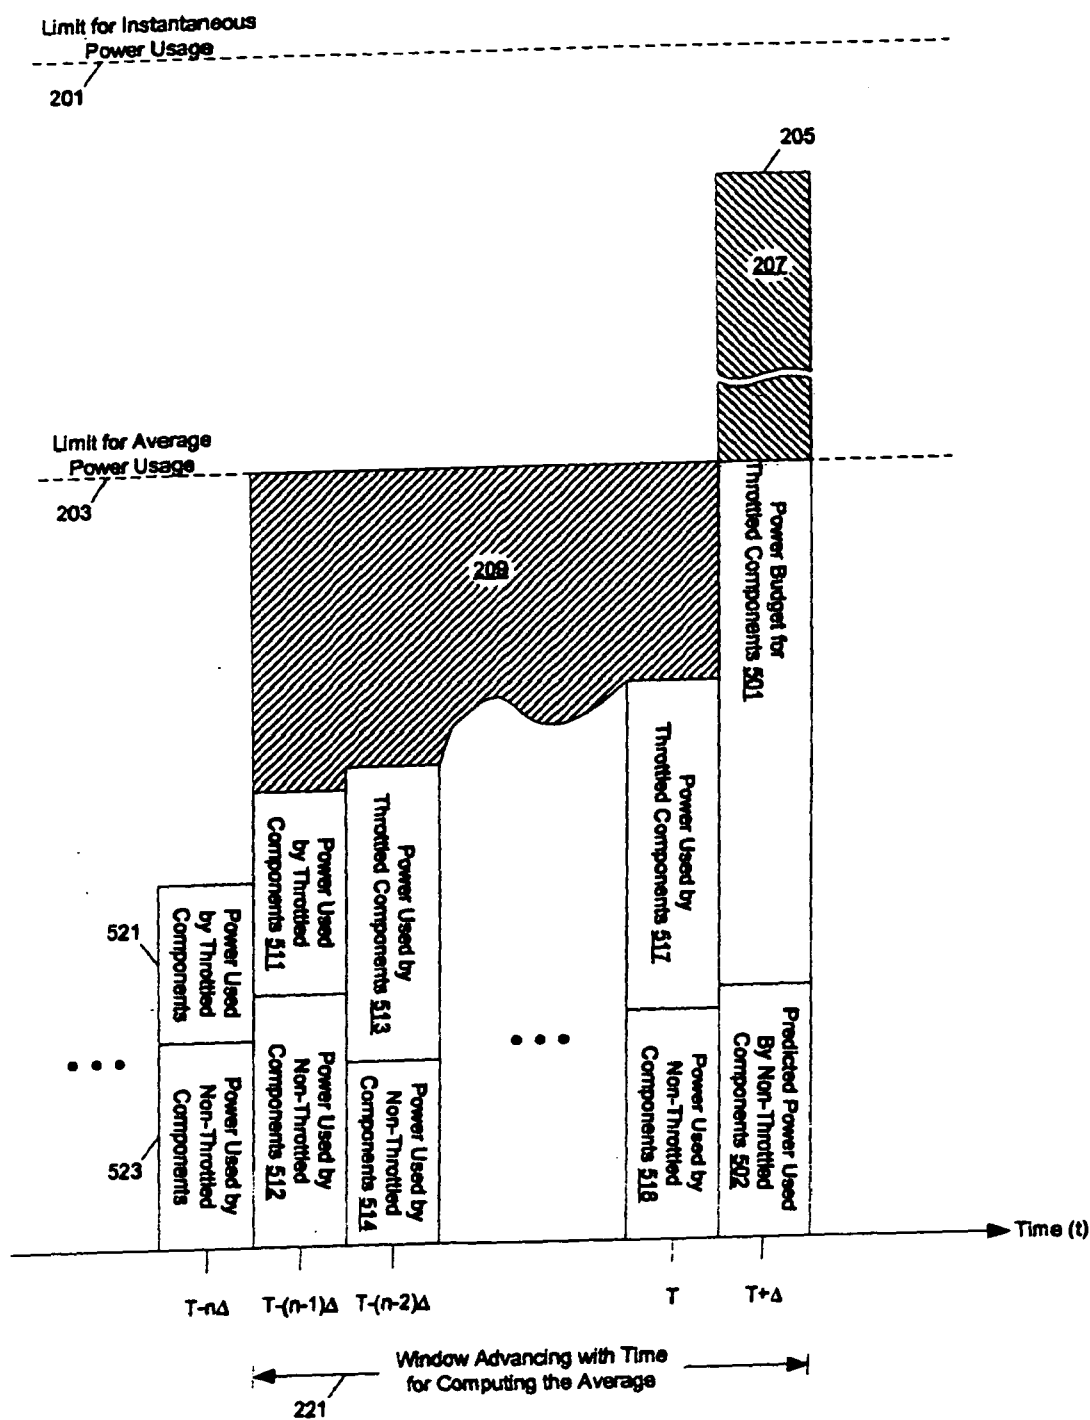 Limit for Instantaneous
Power Usage
201
205
207
Limit for Average
Power Usage
203
209
Power Budget for
Throttled Components 501
Power Used by
Throttled Components 517
Power Used by
Throttled Components 513
Power Used
by Throttled
Components 511
Power Used
by Throttled
Components
521
Predicted Power Used
By Non-Throttled
Components 502
Power Used by
Non-Throttled
Components 518
Power Used by
Non-Throttled
Components 514
Power Used by
Non-Throttled
Components 512
Power Used by
Non-Throttled
Components
523
Time (t)
T-nΔ
T-(n-1)Δ
T-(n-2)Δ
T
T+Δ
Window Advancing with Time
for Computing the Average
221